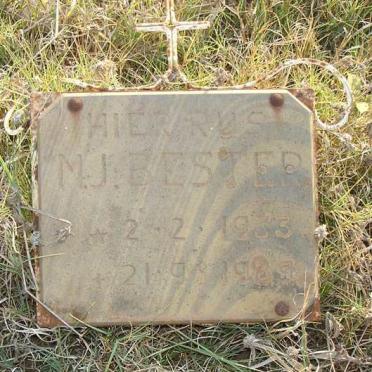 HIER RUS
M.J. BESTER
* 2·2·
+ 21·9·